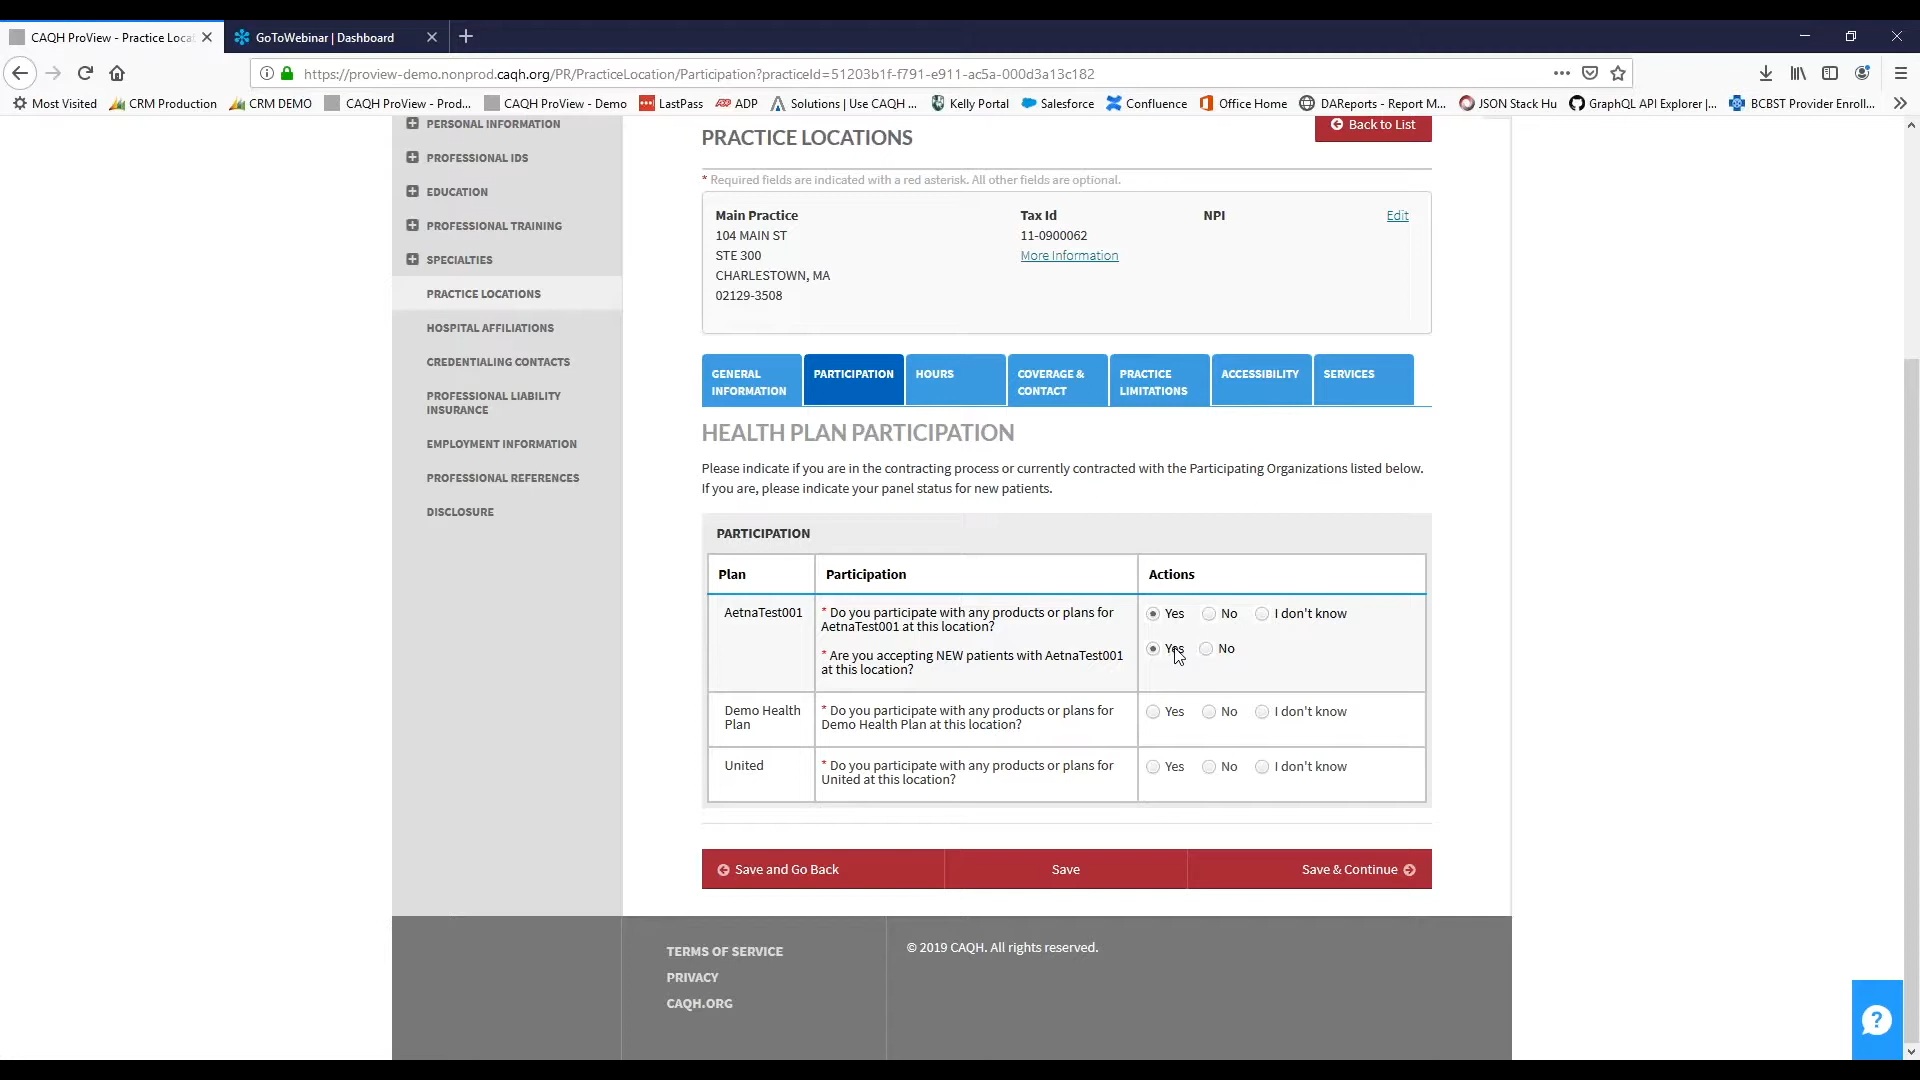 CAQH ProView - Practice Loca
GoToWebinar | Dashboard
https://proview-demo.nonprod.caqh.org/PR/PracticeLocation/Participation?practiceId=51203b1f-f791-e911-ac5a-000d3a13c182
Most Visited
CRM Production
CRM DEMO
CAQH ProView - Prod...
CAQH ProView - Demo
LastPass
ADP
Solutions | Use CAQH ...
Kelly Portal
Salesforce
Confluence
Office Home
DAReports - Report M...
JSON Stack Hu
GraphQL API Explorer |...
BCBST Provider Enroll...
PERSONAL INFORMATION
PROFESSIONAL IDS
EDUCATION
PROFESSIONAL TRAINING
SPECIALTIES
PRACTICE LOCATIONS
HOSPITAL AFFILIATIONS
CREDENTIALING CONTACTS
PROFESSIONAL LIABILITY
INSURANCE
EMPLOYMENT INFORMATION
PROFESSIONAL REFERENCES
DISCLOSURE
PRACTICE LOCATIONS
Back to List
* Required fields are indicated with a red asterisk. All other fields are optional.
Main Practice
104 MAIN ST
STE 300
CHARLESTOWN, MA
02129-3508
Tax Id
11-0900062
More Information
NPI
Edit
GENERAL
INFORMATION
PARTICIPATION
HOURS
COVERAGE &
CONTACT
PRACTICE
LIMITATIONS
ACCESSIBILITY
SERVICES
HEALTH PLAN PARTICIPATION
Please indicate if you are in the contracting process or currently contracted with the Participating Organizations listed below.
If you are, please indicate your panel status for new patients.
PARTICIPATION
Plan Participation Actions
AetnaTest001
* Do you participate with any products or plans for
AetnaTest001 at this location?
Yes No I don't know
* Are you accepting NEW patients with AetnaTest001
at this location?
Yes No
Demo Health
Plan
* Do you participate with any products or plans for
Demo Health Plan at this location?
Yes No I don't know
United
* Do you participate with any products or plans for
United at this location?
Yes No I don't know
Save and Go Back
Save
Save & Continue
TERMS OF SERVICE
PRIVACY
CAQH.ORG
© 2019 CAQH. All rights reserved.